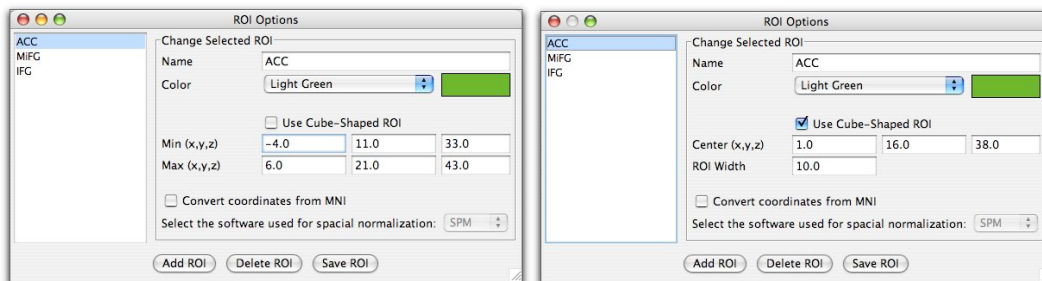 ROI Options
ACC
MiFG
IFG
Change Selected ROI
Name ACC
Color Light Green
Use Cube-Shaped ROI
Min (x,y,z) -4.0 11.0 33.0
Max (x,y,z) 6.0 21.0 43.0
Convert coordinates from MNI
Select the software used for spacial normalization: SPM
Add ROI Delete ROI Save ROI
ROI Options
ACC
MiFG
IFG
Change Selected ROI
Name ACC
Color Light Green
Use Cube-Shaped ROI
Center (x,y,z) 1.0 16.0 38.0
ROI Width 10.0
Convert coordinates from MNI
Select the software used for spacial normalization: SPM
Add ROI Delete ROI Save ROI